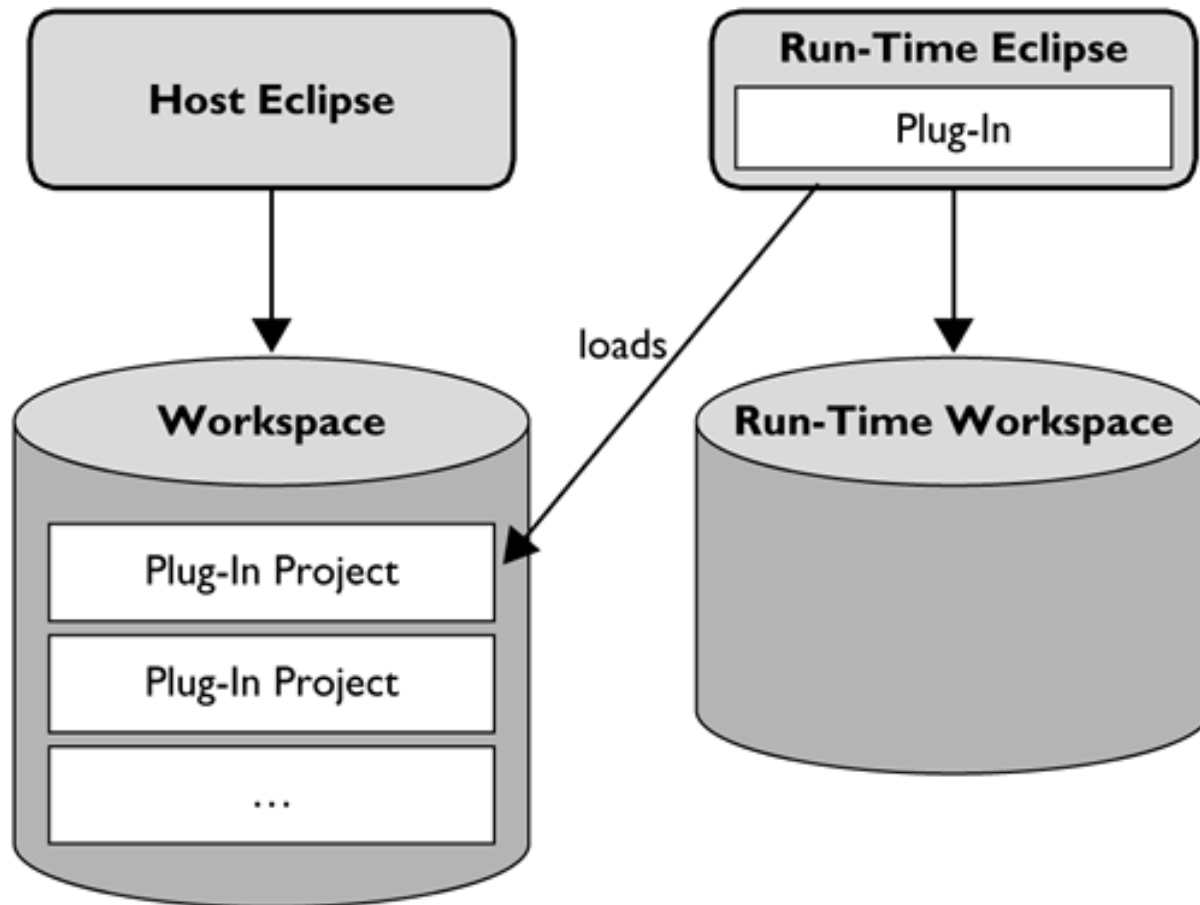 Host Eclipse
Run-Time Eclipse
Plug-In
loads
Workspace
Run-Time Workspace
Plug-In Project
Plug-In Project
...